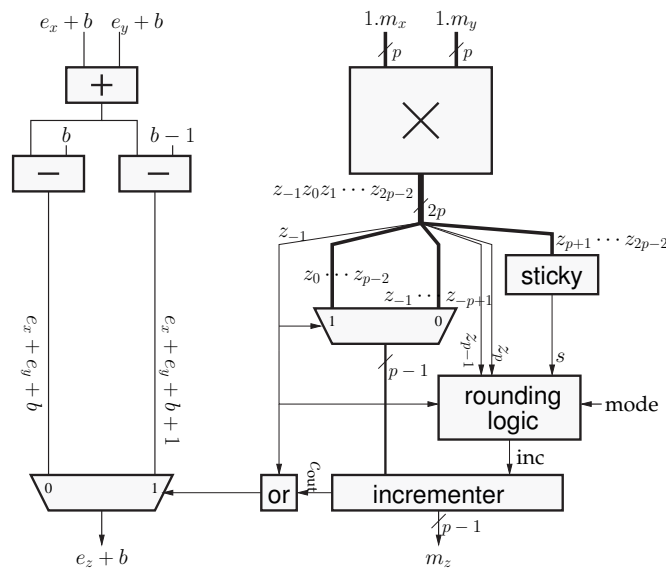 e_x + b
e_y + b
1.m_x
1.m_y
p
p
+
×
b
b − 1
−
−
z_{-1}z_0z_1 ⋯ z_{2p-2}
2p
z_{-1}
z_{p+1} ⋯ z_{2p-2}
z_0 ⋯ z_{p-2}
sticky
z_{-1} ⋯ z_{-p+1}
1
0
e_x + e_y + b
e_x + e_y + b + 1
z_{p-1}
z_p
s
p − 1
rounding
logic
mode
inc
0
1
or
c_out
incrementer
p − 1
e_z + b
m_z